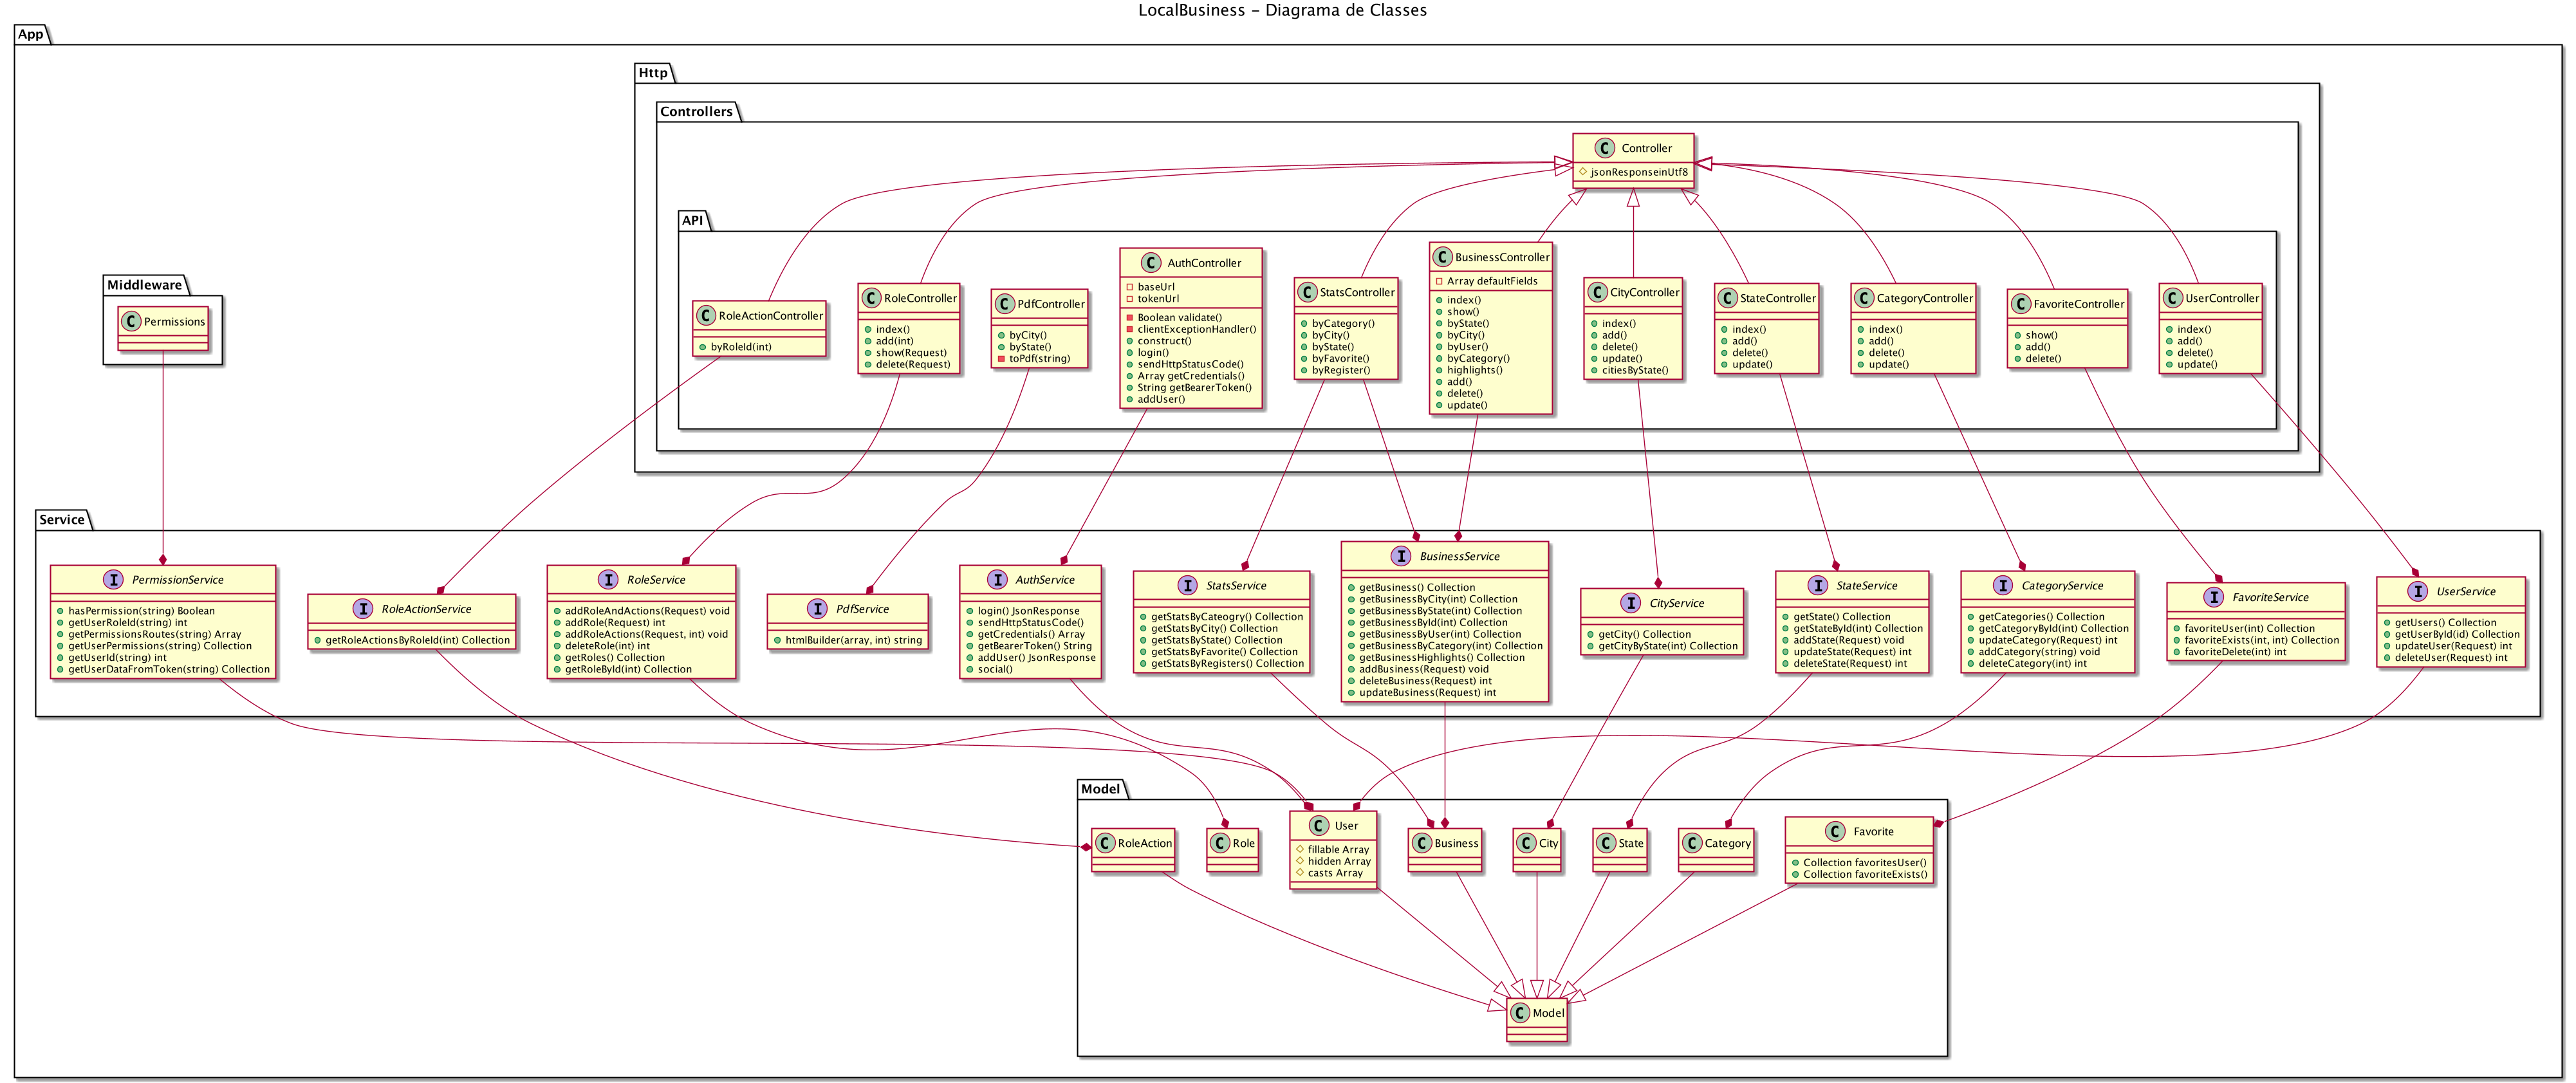 LocalBusiness - Diagrama de Classes
App
Http
Controllers
Controller
jsonResponseinUtf8
API
Middleware
Permissions
RoleActionController
byRoleId(int)
RoleController
index()
add(int)
show(Request)
delete(Request)
PdfController
byCity()
byState()
toPdf(string)
AuthController
baseUrl
tokenUrl
Boolean validate()
clientExceptionHandler()
construct()
login()
sendHttpStatusCode()
Array getCredentials()
String getBearerToken()
addUser()
StatsController
byCategory()
byCity()
byState()
byFavorite()
byRegister()
BusinessController
Array defaultFields
index()
show()
byState()
byCity()
byUser()
byCategory()
highlights()
add()
delete()
update()
CityController
index()
add()
delete()
update()
citiesByState()
StateController
index()
add()
delete()
update()
CategoryController
index()
add()
delete()
update()
FavoriteController
show()
add()
delete()
UserController
index()
add()
delete()
update()
Service
PermissionService
hasPermission(string) Boolean
getUserRoleId(string) int
getPermissionsRoutes(string) Array
getUserPermissions(string) Collection
getUserId(string) int
getUserDataFromToken(string) Collection
RoleActionService
getRoleActionsByRoleId(int) Collection
RoleService
addRoleAndActions(Request) void
addRole(Request) int
addRoleActions(Request, int) void
deleteRole(int) int
getRoles() Collection
getRoleById(int) Collection
PdfService
htmlBuilder(array, int) string
AuthService
login() JsonResponse
sendHttpStatusCode()
getCredentials() Array
getBearerToken() String
addUser() JsonResponse
social()
StatsService
getStatsByCateogry() Collection
getStatsByCity() Collection
getStatsByState() Collection
getStatsByFavorite() Collection
getStatsByRegisters() Collection
BusinessService
getBusiness() Collection
getBusinessByCity(int) Collection
getBusinessByState(int) Collection
getBusinessById(int) Collection
getBusinessByUser(int) Collection
getBusinessByCategory(int) Collection
getBusinessHighlights() Collection
addBusiness(Request) void
deleteBusiness(Request) int
updateBusiness(Request) int
CityService
getCity() Collection
getCityByState(int) Collection
StateService
getState() Collection
getStateById(int) Collection
addState(Request) void
updateState(Request) int
deleteState(Request) int
CategoryService
getCategories() Collection
getCategoryById(int) Collection
updateCategory(Request) int
addCategory(string) void
deleteCategory(int) int
FavoriteService
favoriteUser(int) Collection
favoriteExists(int, int) Collection
favoriteDelete(int) int
UserService
getUsers() Collection
getUserById(id) Collection
updateUser(Request) int
deleteUser(Request) int
Model
RoleAction
Role
User
fillable Array
hidden Array
casts Array
Business
City
State
Category
Favorite
Collection favoritesUser()
Collection favoriteExists()
Model